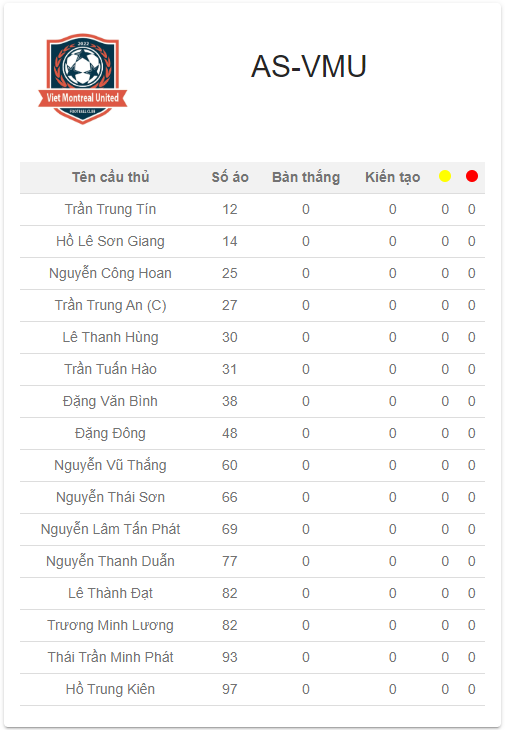 2022
Viet Montreal United
FOOTBALL CLUB
AS-VMU
Tên cầu thủ Số áo Bàn thắng Kiến tạo
Trần Trung Tín 12 0 0 0 0
Hồ Lê Sơn Giang 14 0 0 0 0
Nguyễn Công Hoan 25 0 0 0 0
Trần Trung An (C) 27 0 0 0 0
Lê Thanh Hùng 30 0 0 0 0
Trần Tuấn Hào 31 0 0 0 0
Đặng Văn Bình 38 0 0 0 0
Đặng Đông 48 0 0 0 0
Nguyễn Vũ Thắng 60 0 0 0 0
Nguyễn Thái Sơn 66 0 0 0 0
Nguyễn Lâm Tấn Phát 69 0 0 0 0
Nguyễn Thanh Duẫn 77 0 0 0 0
Lê Thành Đạt 82 0 0 0 0
Trương Minh Lương 82 0 0 0 0
Thái Trần Minh Phát 93 0 0 0 0
Hồ Trung Kiên 97 0 0 0 0